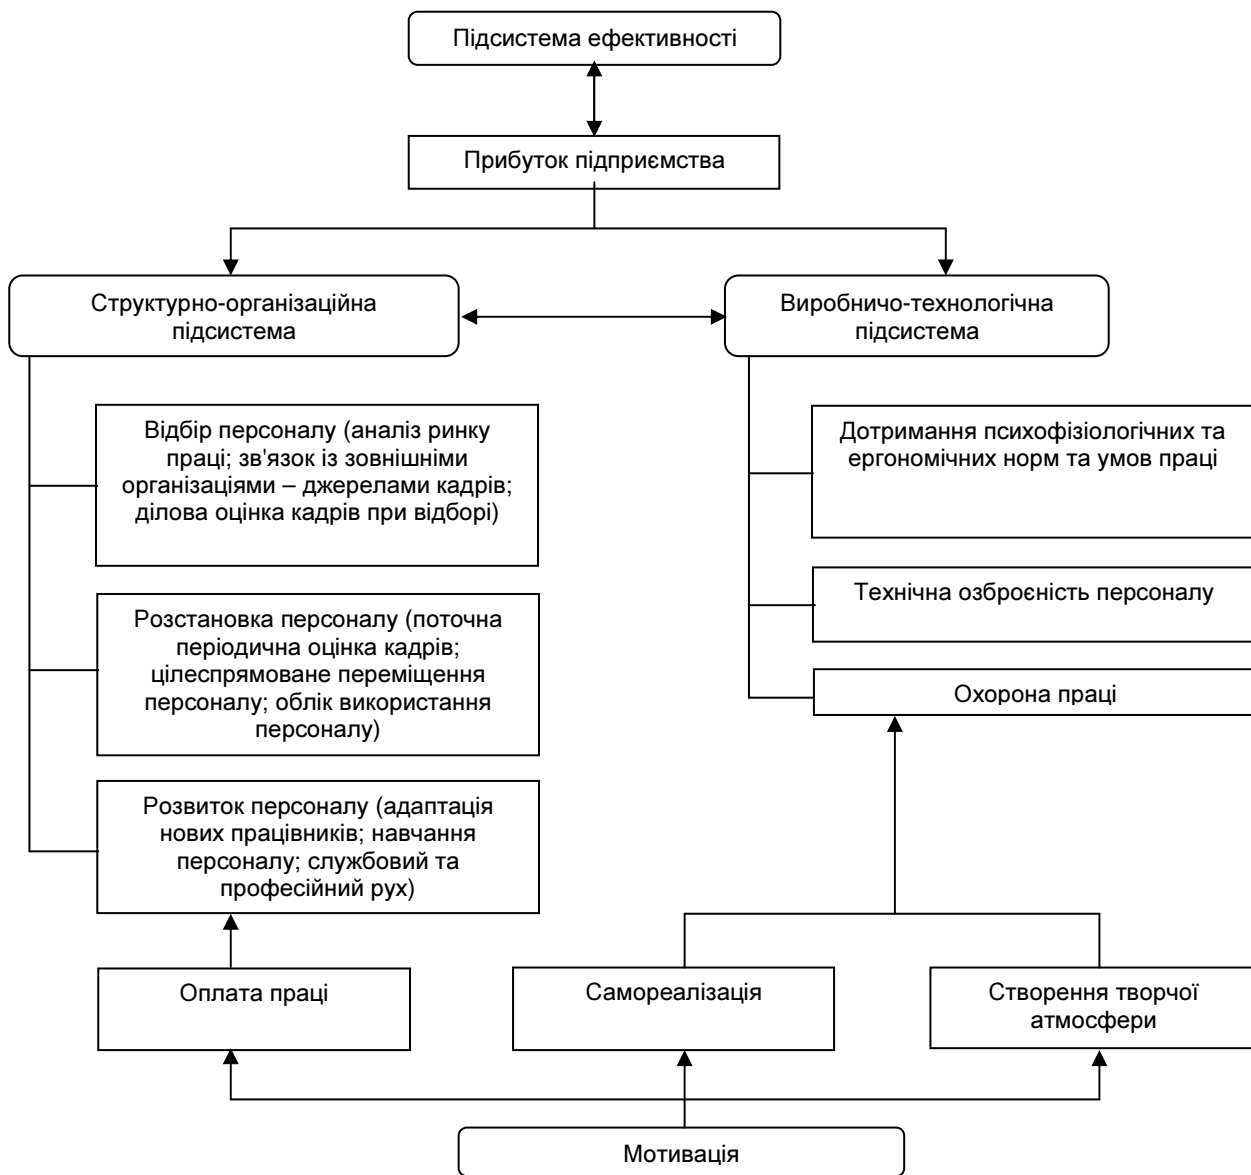 Підсистема ефективності
Прибуток підприємства
Структурно-організаційна
підсистема
Виробничо-технологічна
підсистема
Відбір персоналу (аналіз ринку
праці; зв'язок із зовнішніми
організаціями – джерелами кадрів;
ділова оцінка кадрів при відборі)
Дотримання психофізіологічних та
ергономічних норм та умов праці
Технічна озброєність персоналу
Розстановка персоналу (поточна
періодична оцінка кадрів;
цілеспрямоване переміщення
персоналу; облік використання
персоналу)
Охорона праці
Розвиток персоналу (адаптація
нових працівників; навчання
персоналу; службовий та
професійний рух)
Оплата праці
Самореалізація
Створення творчої
атмосфери
Мотивація